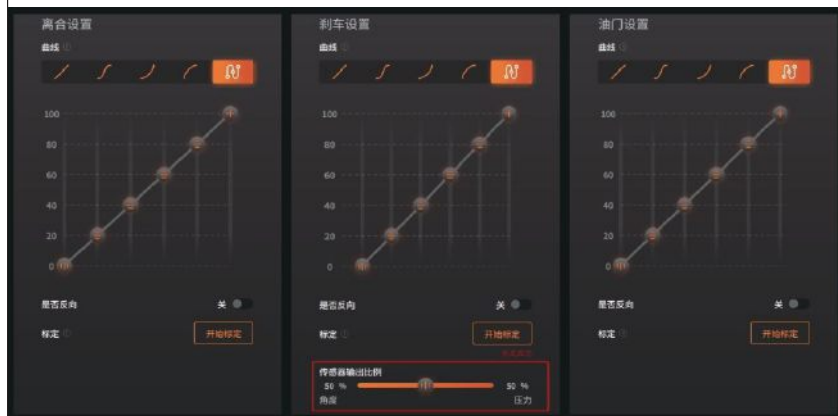 离合设置
曲线
100
80
60
40
20
0
是否反向
关
标定
开始标定
刹车设置
曲线
100
80
60
40
20
0
是否反向
关
标定
开始标定
传感器输出比例
50 %
50 %
角度
压力
油门设置
曲线
100
80
60
40
20
0
是否反向
关
标定
开始标定